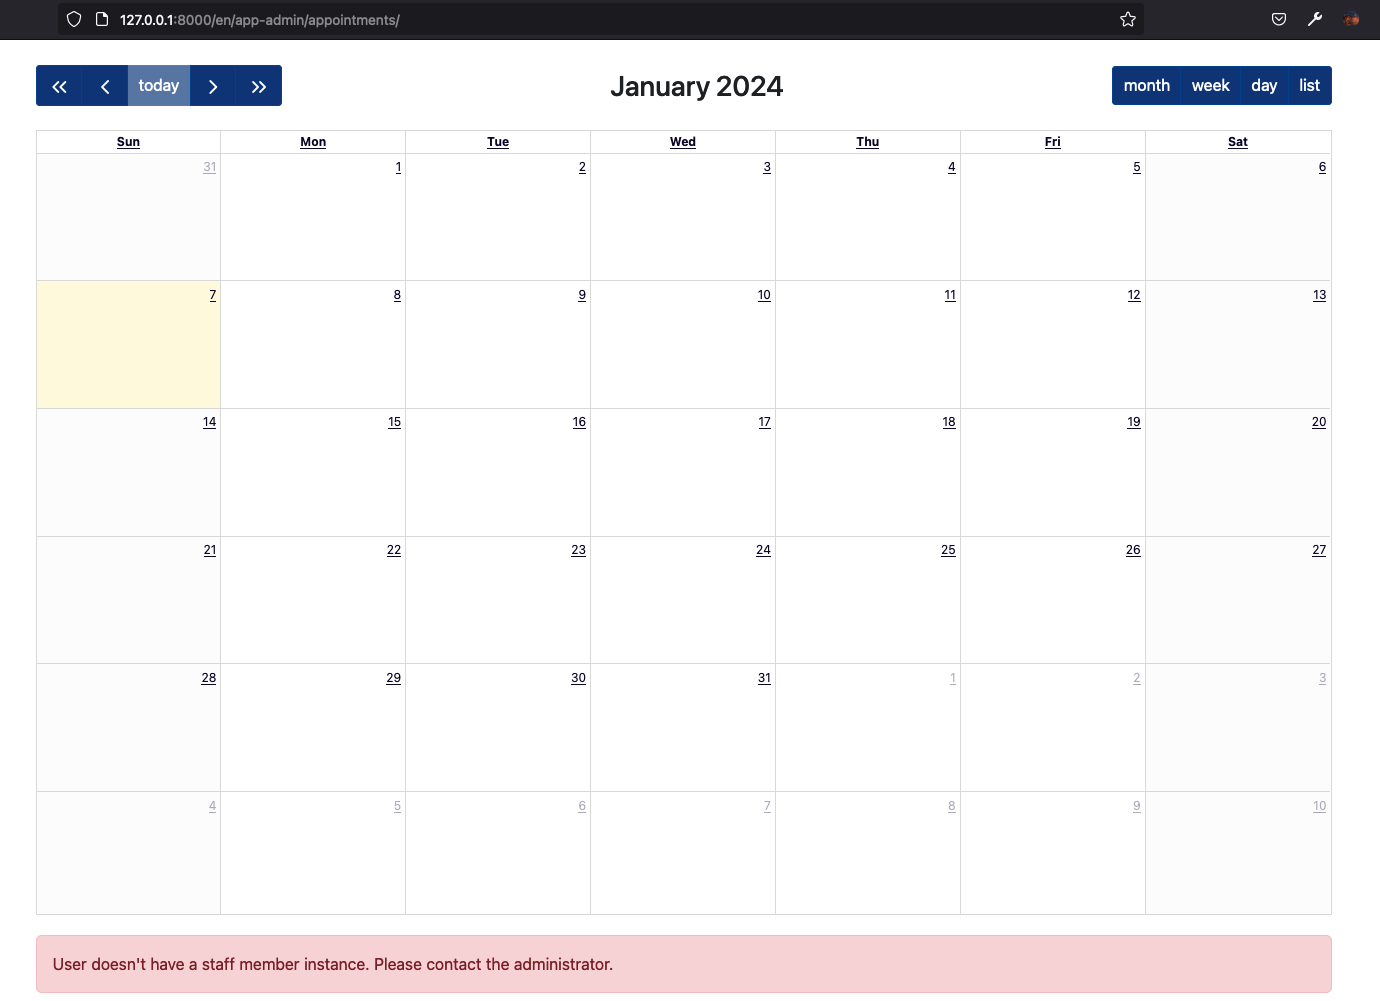 127.0.0.1:8000/en/app-admin/appointments/
today January 2024 month week day list
Sun Mon Tue Wed Thu Fri Sat
31 1 2 3 4 5 6
7 8 9 10 11 12 13
14 15 16 17 18 19 20
21 22 23 24 25 26 27
28 29 30 31 1 2 3
4 5 6 7 8 9 10
User doesn't have a staff member instance. Please contact the administrator.